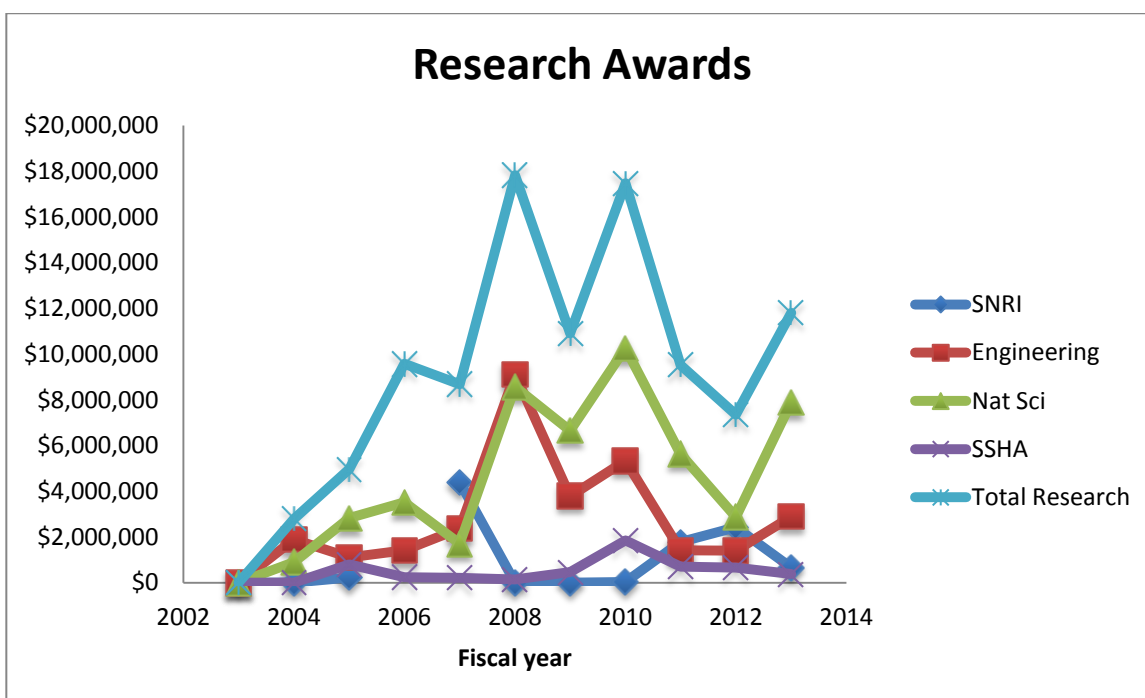 Research Awards
$20,000,000
$18,000,000
$16,000,000
$14,000,000
$12,000,000
$10,000,000
$8,000,000
$6,000,000
$4,000,000
$2,000,000
$0
2002 2004 2006 2008 2010 2012 2014
Fiscal year
SNRI
Engineering
Nat Sci
SSHA
Total Research